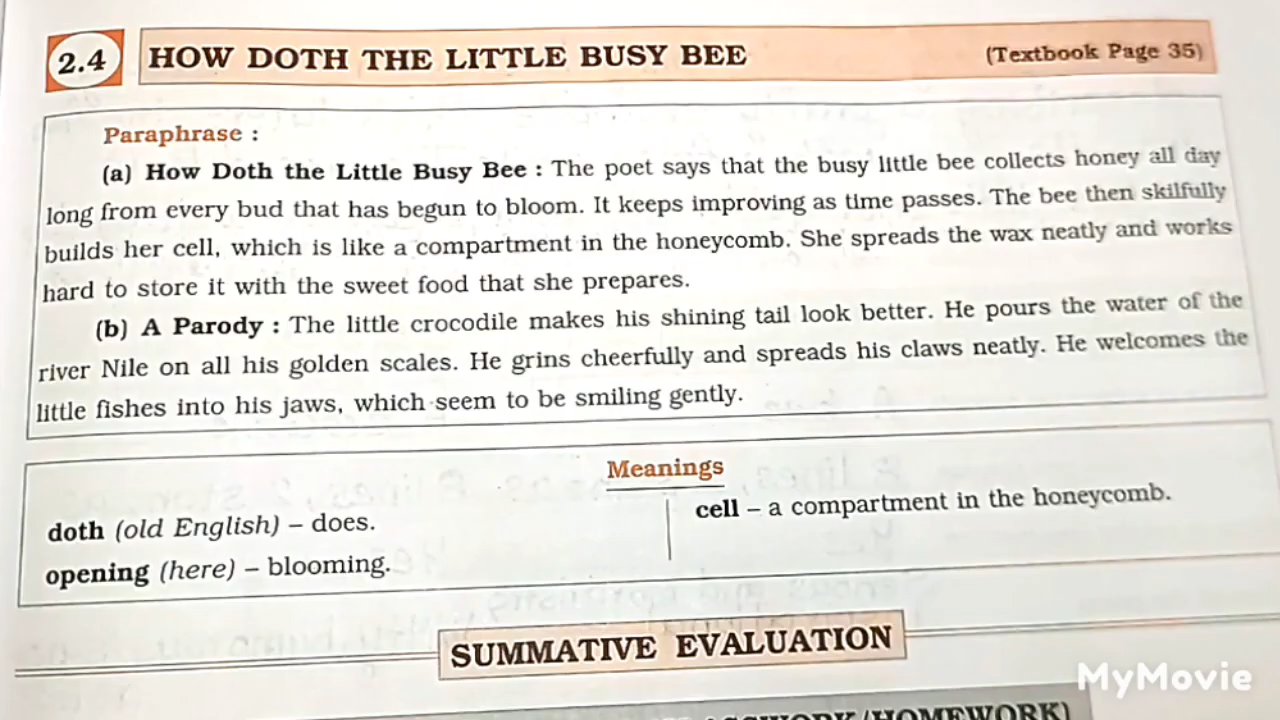 2.4 HOW DOTH THE LITTLE BUSY BEE (Textbook Page 35)
Paraphrase :
(a) How Doth the Little Busy Bee : The poet says that the busy little bee collects honey all day
long from every bud that has begun to bloom. It keeps improving as time passes. The bee then skilfully
builds her cell, which is like a compartment in the honeycomb. She spreads the wax neatly and works
hard to store it with the sweet food that she prepares.
(b) A Parody : The little crocodile makes his shining tail look better. He pours the water of the
river Nile on all his golden scales. He grins cheerfully and spreads his claws neatly. He welcomes the
little fishes into his jaws, which seem to be smiling gently.
Meanings
doth (old English) – does.
opening (here) – blooming.
cell – a compartment in the honeycomb.
SUMMATIVE EVALUATION
MyMovie
/HOMEWORK)